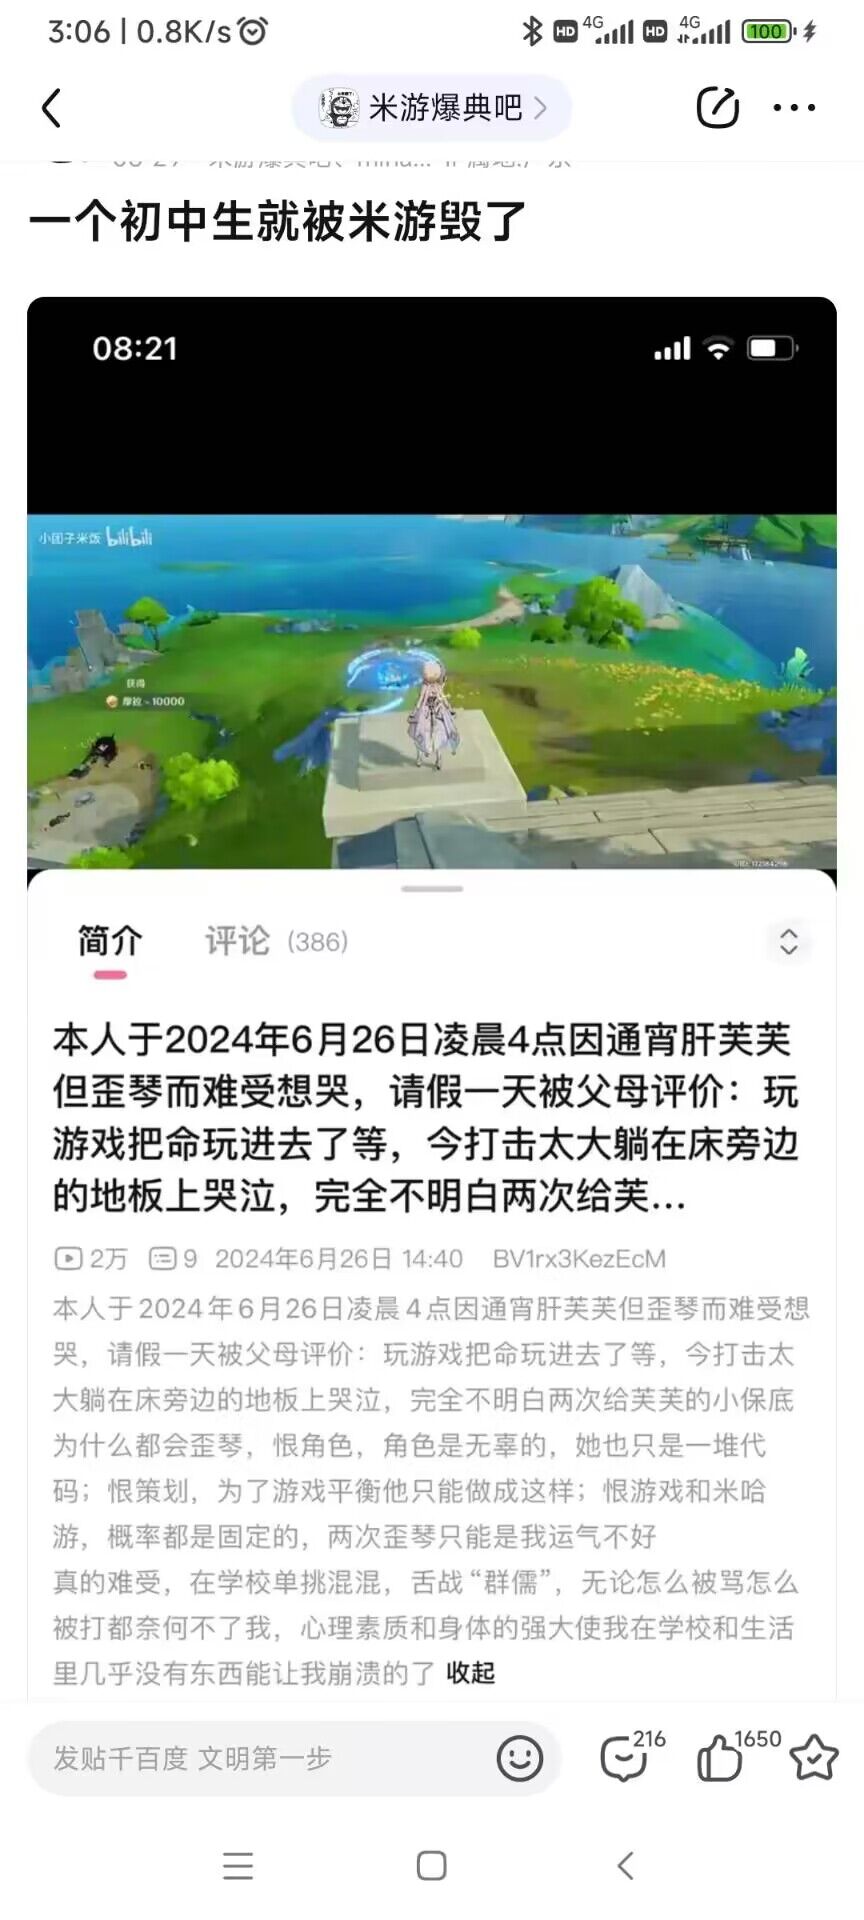 3:06 | 0.8K/s
HD 4G HD 4G 100
米游爆典吧
一个初中生就被米游毁了
08:21
小团子米饭 bilibili
获得
摩拉 - 10000
简介 评论 (386)
本人于2024年6月26日凌晨4点因通宵肝芙芙
但歪琴而难受想哭，请假一天被父母评价：玩
游戏把命玩进去了等，今打击太大躺在床旁边
的地板上哭泣，完全不明白两次给芙...
2万 9 2024年6月26日 14:40 BV1rx3KezEcM
本人于2024年6月26日凌晨4点因通宵肝芙芙但歪琴而难受想
哭，请假一天被父母评价：玩游戏把命玩进去了等，今打击太
大躺在床旁边的地板上哭泣，完全不明白两次给芙芙的小保底
为什么都会歪琴，恨角色，角色是无辜的，她也只是一堆代
码；恨策划，为了游戏平衡他只能做成这样；恨游戏和米哈
游，概率都是固定的，两次歪琴只能是我运气不好
真的难受，在学校单挑混混，舌战“群儒”，无论怎么被骂怎么
被打都奈何不了我，心理素质和身体的强大使我在学校和生活
里几乎没有东西能让我崩溃的了 收起
发贴千百度 文明第一步 216 1650